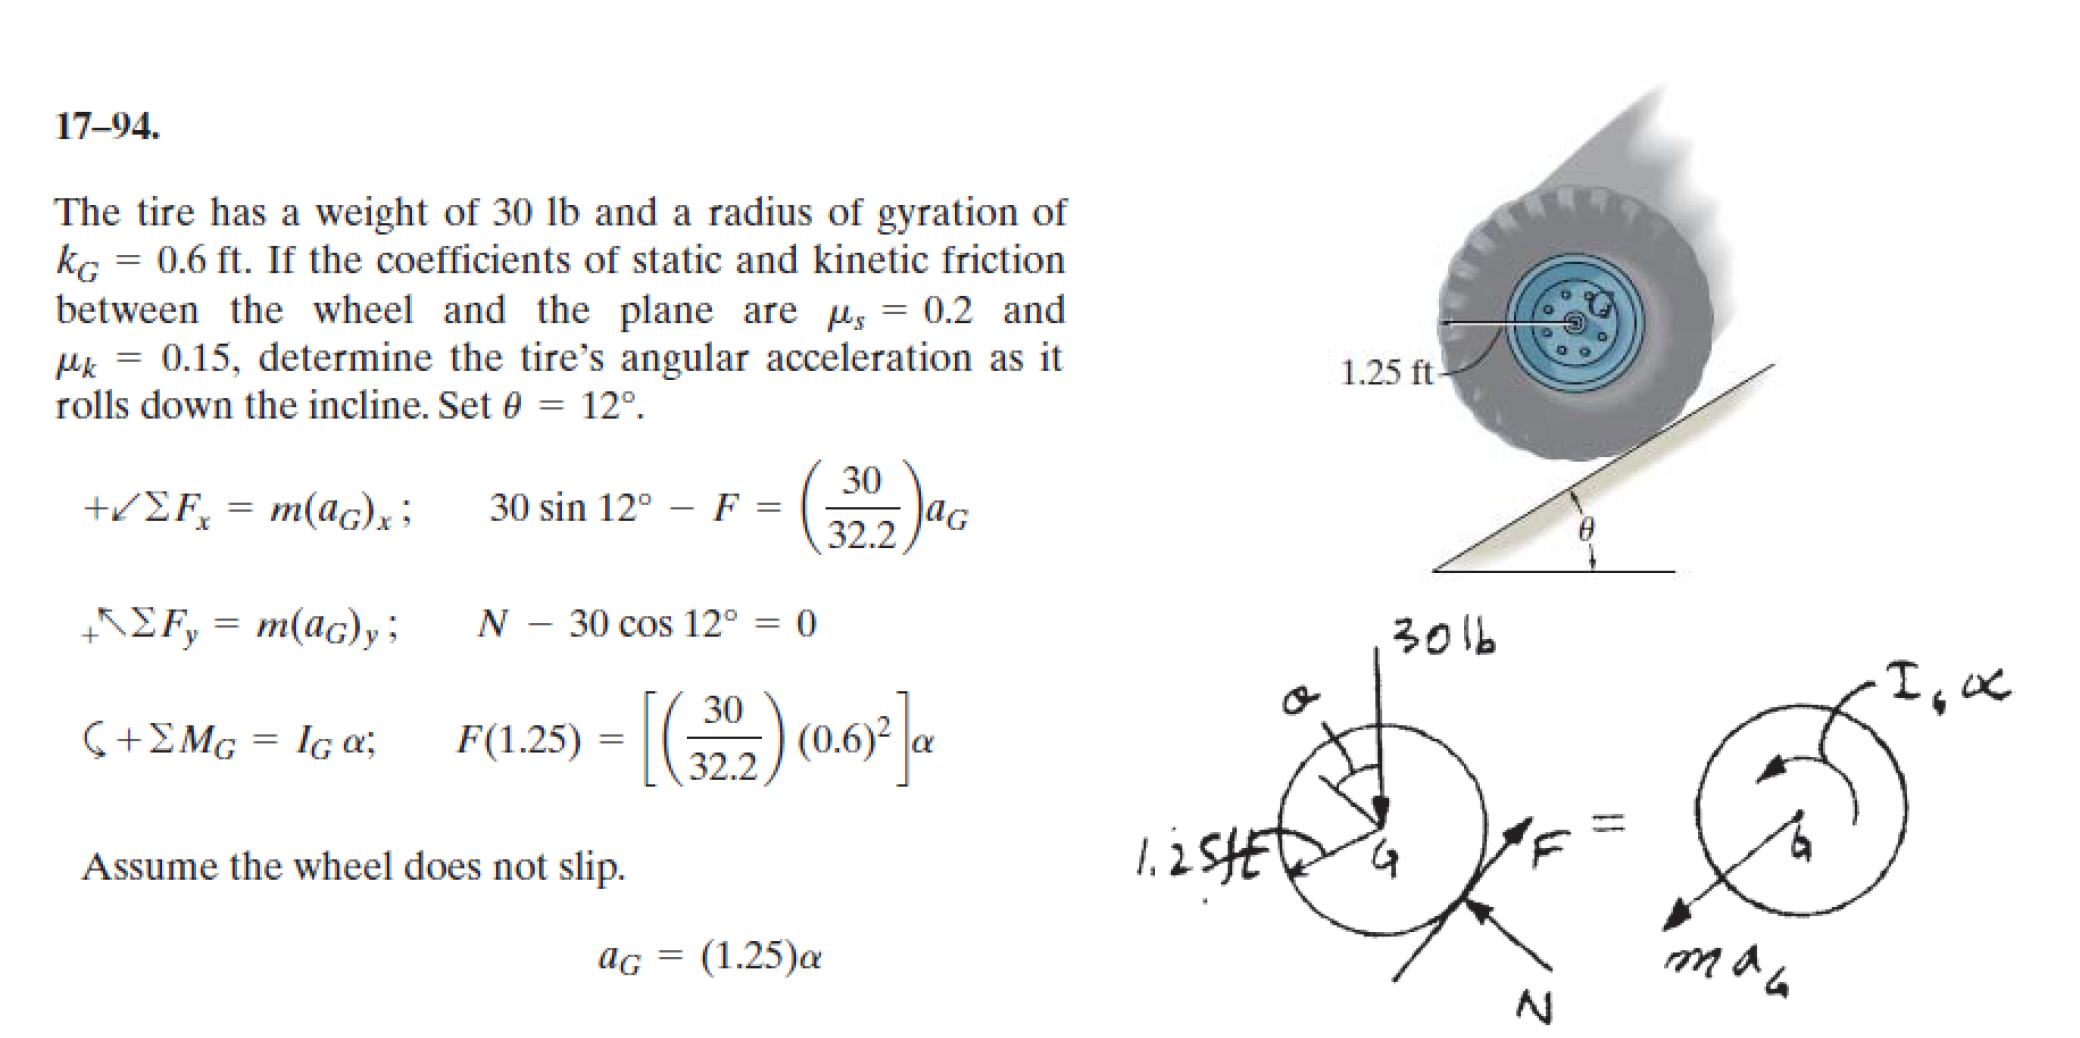 17–94.
The tire has a weight of 30 lb and a radius of gyration of
k_G = 0.6 ft. If the coefficients of static and kinetic friction
between the wheel and the plane are μ_s = 0.2 and
μ_k = 0.15, determine the tire's angular acceleration as it
rolls down the incline. Set θ = 12°.
+↙ΣF_x = m(a_G)_x; 30 sin 12° − F = (30/32.2)a_G
+↖ΣF_y = m(a_G)_y; N − 30 cos 12° = 0
⤹+ΣM_G = I_G α; F(1.25) = [(30/32.2)(0.6)²]α
Assume the wheel does not slip.
a_G = (1.25)α
G
1.25 ft
θ
30 lb
θ
1.25ft
G
F
N
=
I_G α
G
m a_G